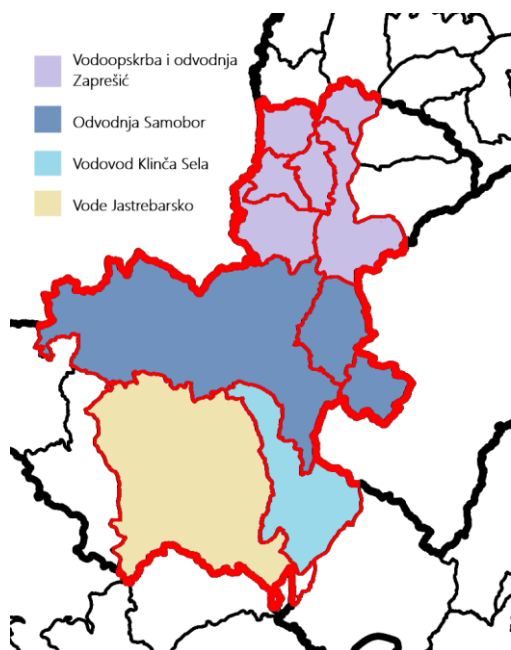 Vodoopskrba i odvodnja
Zaprešić
Odvodnja Samobor
Vodovod Klinča Sela
Vode Jastrebarsko